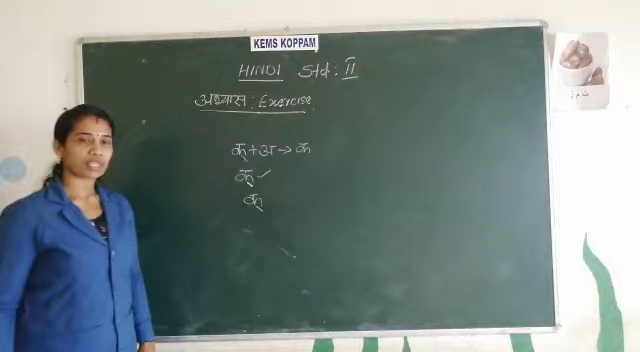 KEMS KOPPAM
HINDI Std: II
अभ्यास: Exercise.
क् + अ → क
क् ✓
क्